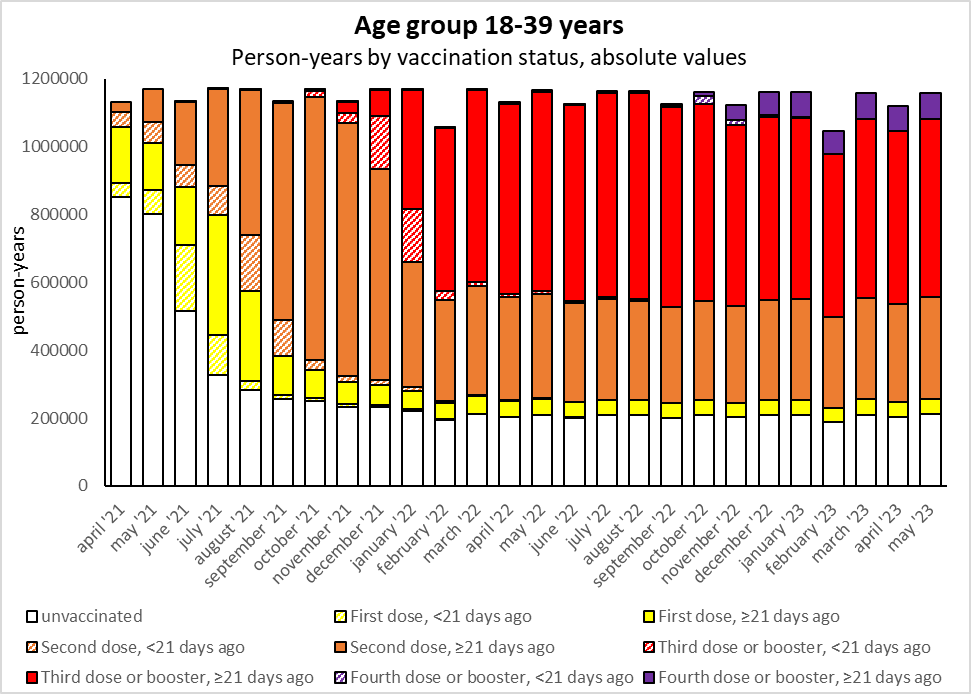 Age group 18-39 years
Person-years by vaccination status, absolute values
1200000
1000000
800000
600000
400000
200000
0
person-years
april '21
may '21
june '21
july '21
august '21
september '21
october '21
november '21
december '21
january '22
february '22
march '22
april '22
may '22
june '22
july '22
august '22
september '22
october '22
november '22
december '22
january '23
february '23
march '23
april '23
may '23
unvaccinated
First dose, <21 days ago
First dose, ≥21 days ago
Second dose, <21 days ago
Second dose, ≥21 days ago
Third dose or booster, <21 days ago
Third dose or booster, ≥21 days ago
Fourth dose or booster, <21 days ago
Fourth dose or booster, ≥21 days ago